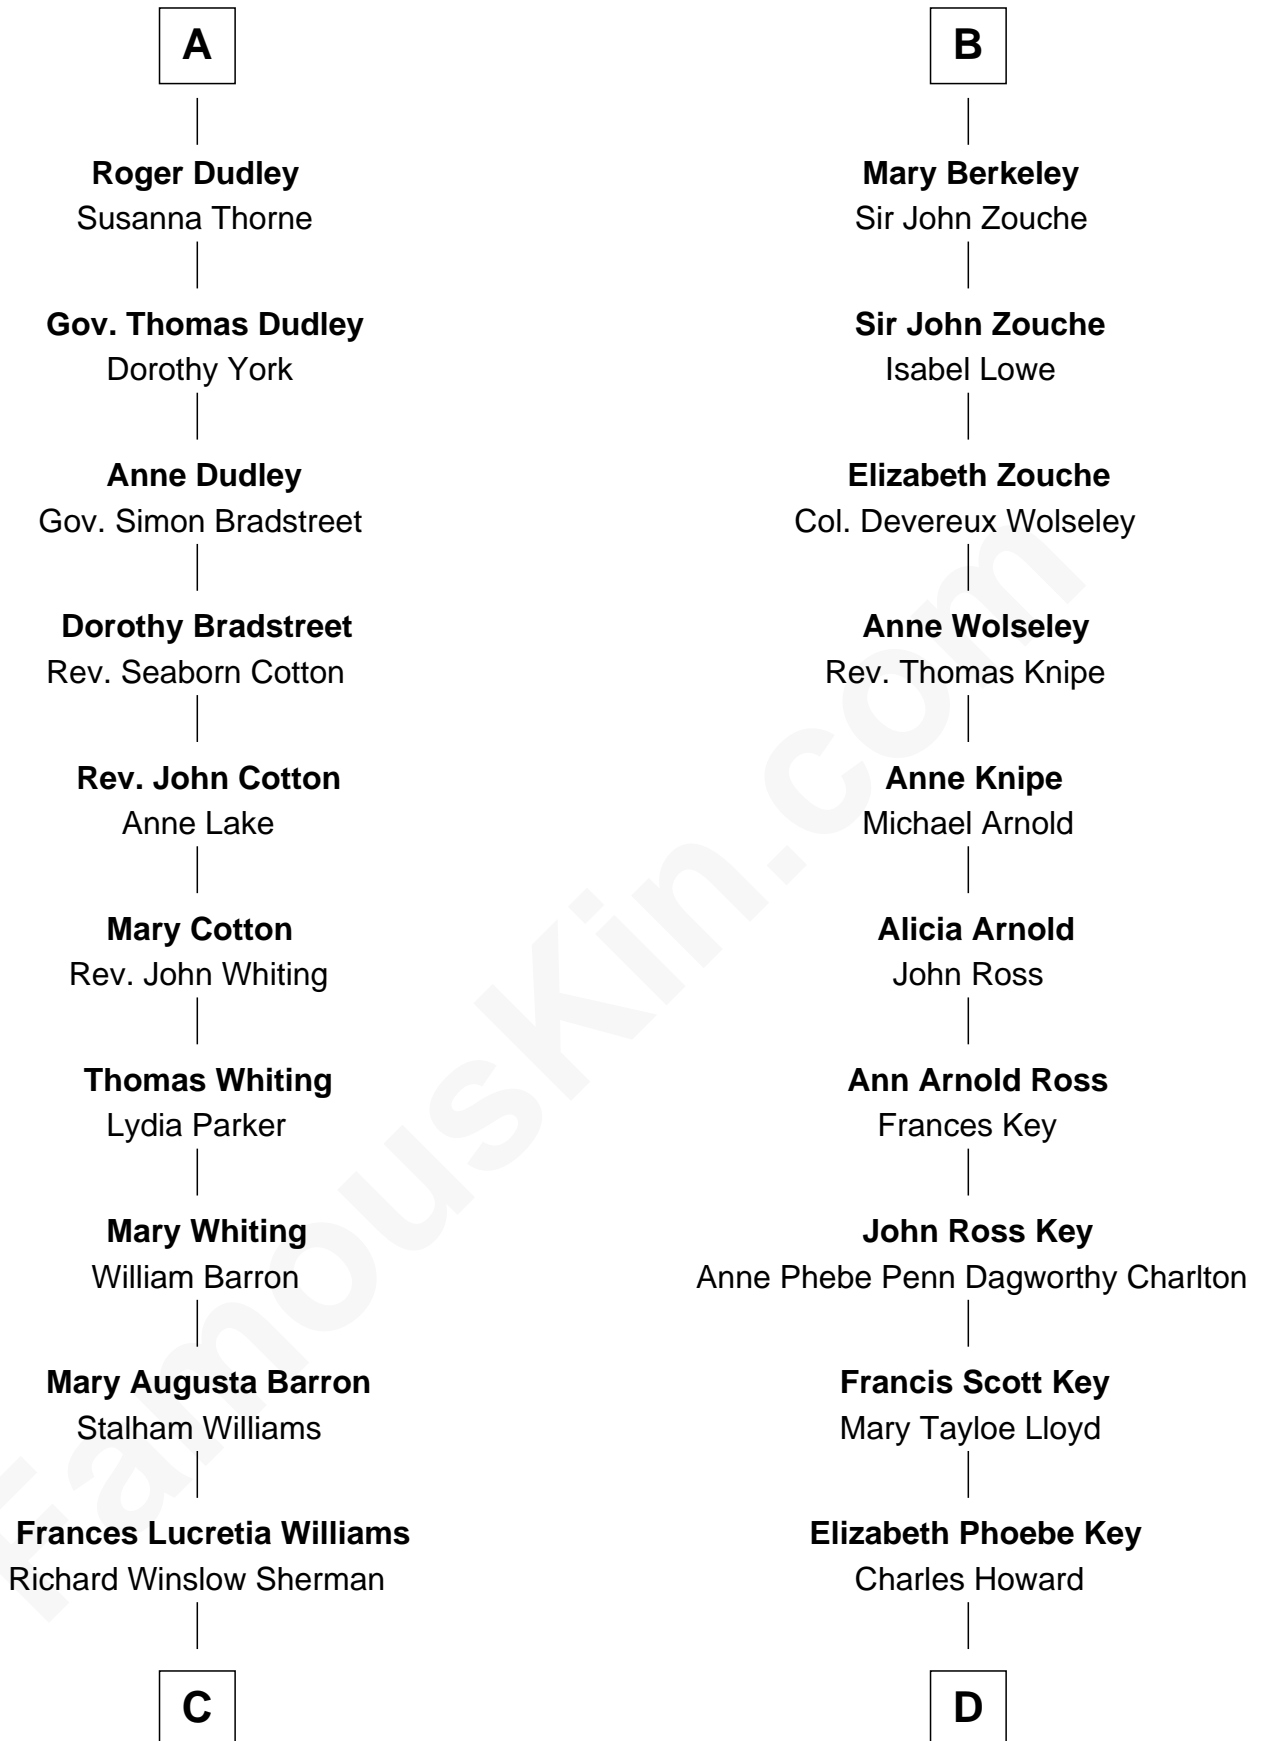 A
Roger Dudley
Susanna Thorne
Gov. Thomas Dudley
Dorothy York
Anne Dudley
Gov. Simon Bradstreet
Dorothy Bradstreet
Rev. Seaborn Cotton
Rev. John Cotton
Anne Lake
Mary Cotton
Rev. John Whiting
Thomas Whiting
Lydia Parker
Mary Whiting
William Barron
Mary Augusta Barron
Stalham Williams
Frances Lucretia Williams
Richard Winslow Sherman
C
B
Mary Berkeley
Sir John Zouche
Sir John Zouche
Isabel Lowe
Elizabeth Zouche
Col. Devereux Wolseley
Anne Wolseley
Rev. Thomas Knipe
Anne Knipe
Michael Arnold
Alicia Arnold
John Ross
Ann Arnold Ross
Frances Key
John Ross Key
Anne Phebe Penn Dagworthy Charlton
Francis Scott Key
Mary Tayloe Lloyd
Elizabeth Phoebe Key
Charles Howard
D
FamousKin.com